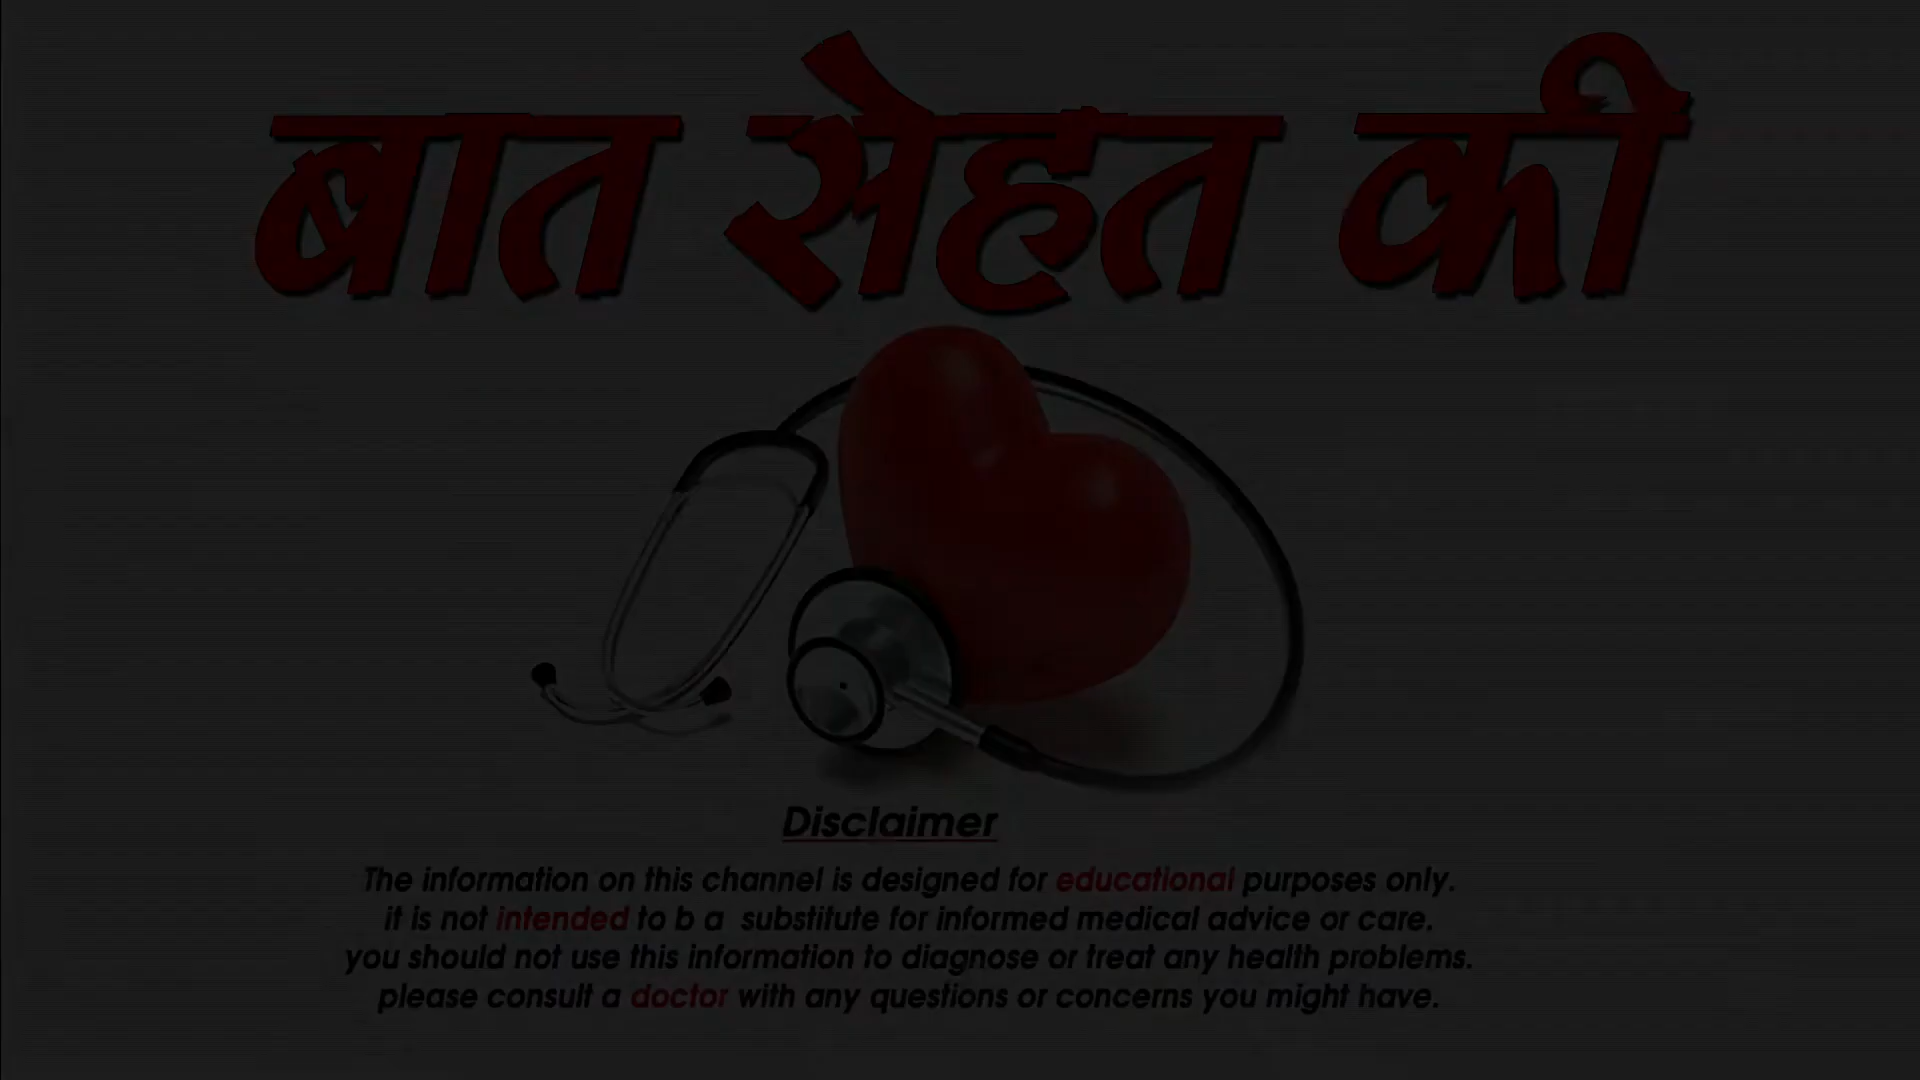 बात सेहत की
Disclaimer
The information on this channel is designed for educational purposes only.
it is not intended to b a substitute for informed medical advice or care.
you should not use this information to diagnose or treat any health problems.
please consult a doctor with any questions or concerns you might have.